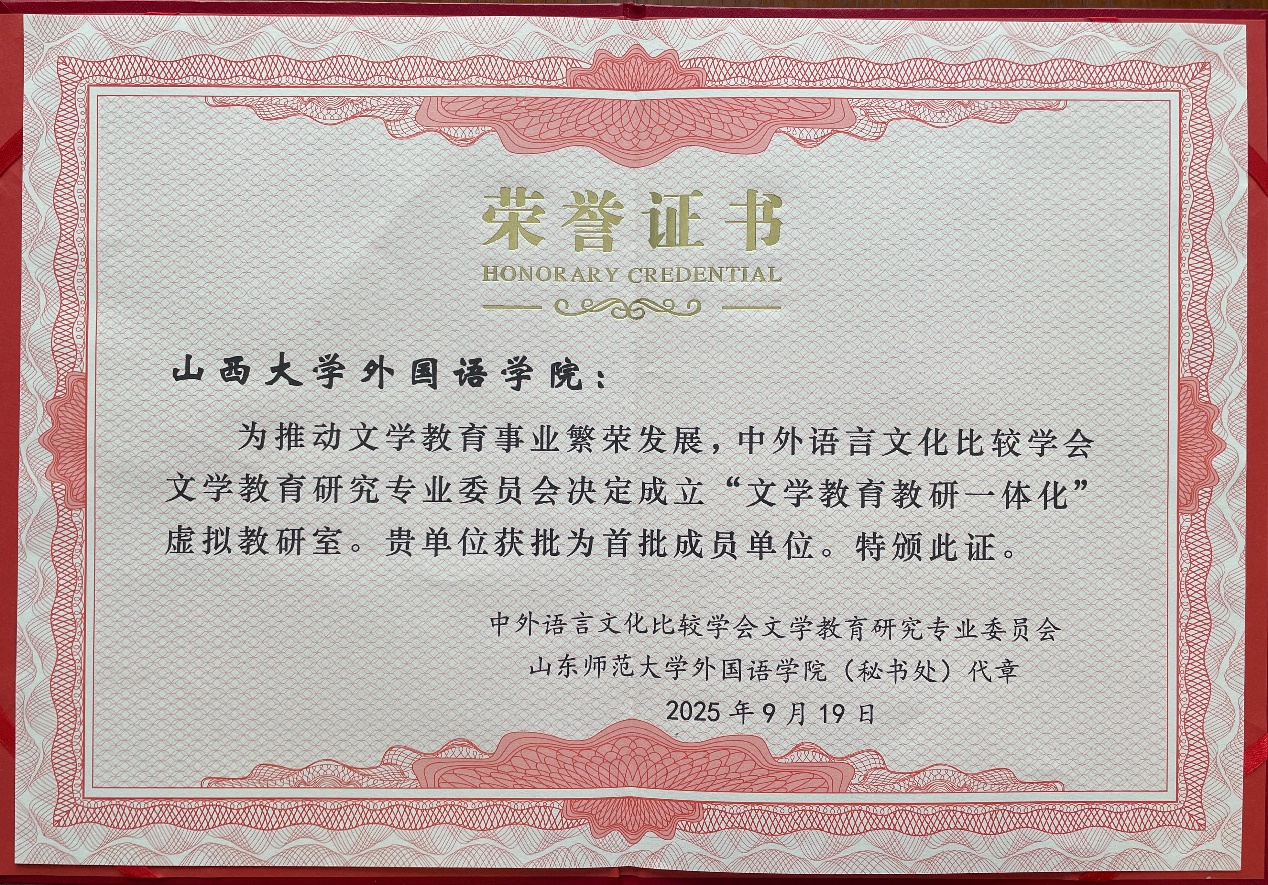 荣誉证书
HONORARY CREDENTIAL
山西大学外国语学院：
为推动文学教育事业繁荣发展，中外语言文化比较学会
文学教育研究专业委员会决定成立“文学教育教研一体化”
虚拟教研室。贵单位获批为首批成员单位。特颁此证。
中外语言文化比较学会文学教育研究专业委员会
山东师范大学外国语学院（秘书处）代章
2025年9月19日